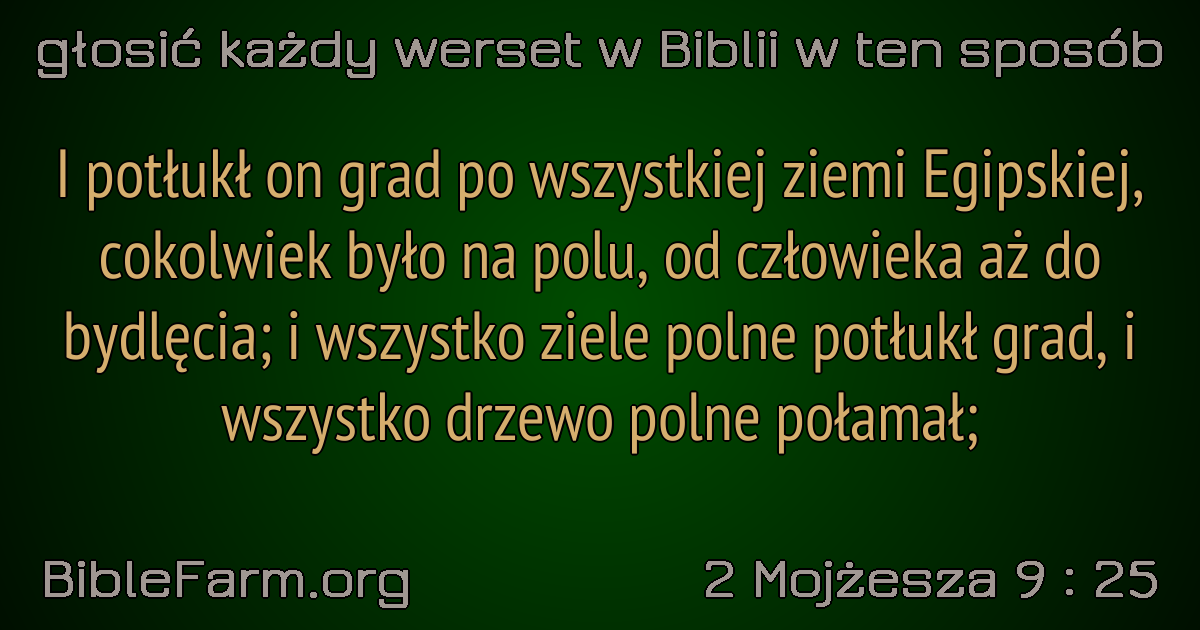 głosić każdy werset w Biblii w ten sposób
I potłukł on grad po wszystkiej ziemi Egipskiej,
cokolwiek było na polu, od człowieka aż do
bydlęcia; i wszystko ziele polne potłukł grad, i
wszystko drzewo polne połamał;
BibleFarm.org
2 Mojżesza 9 : 25